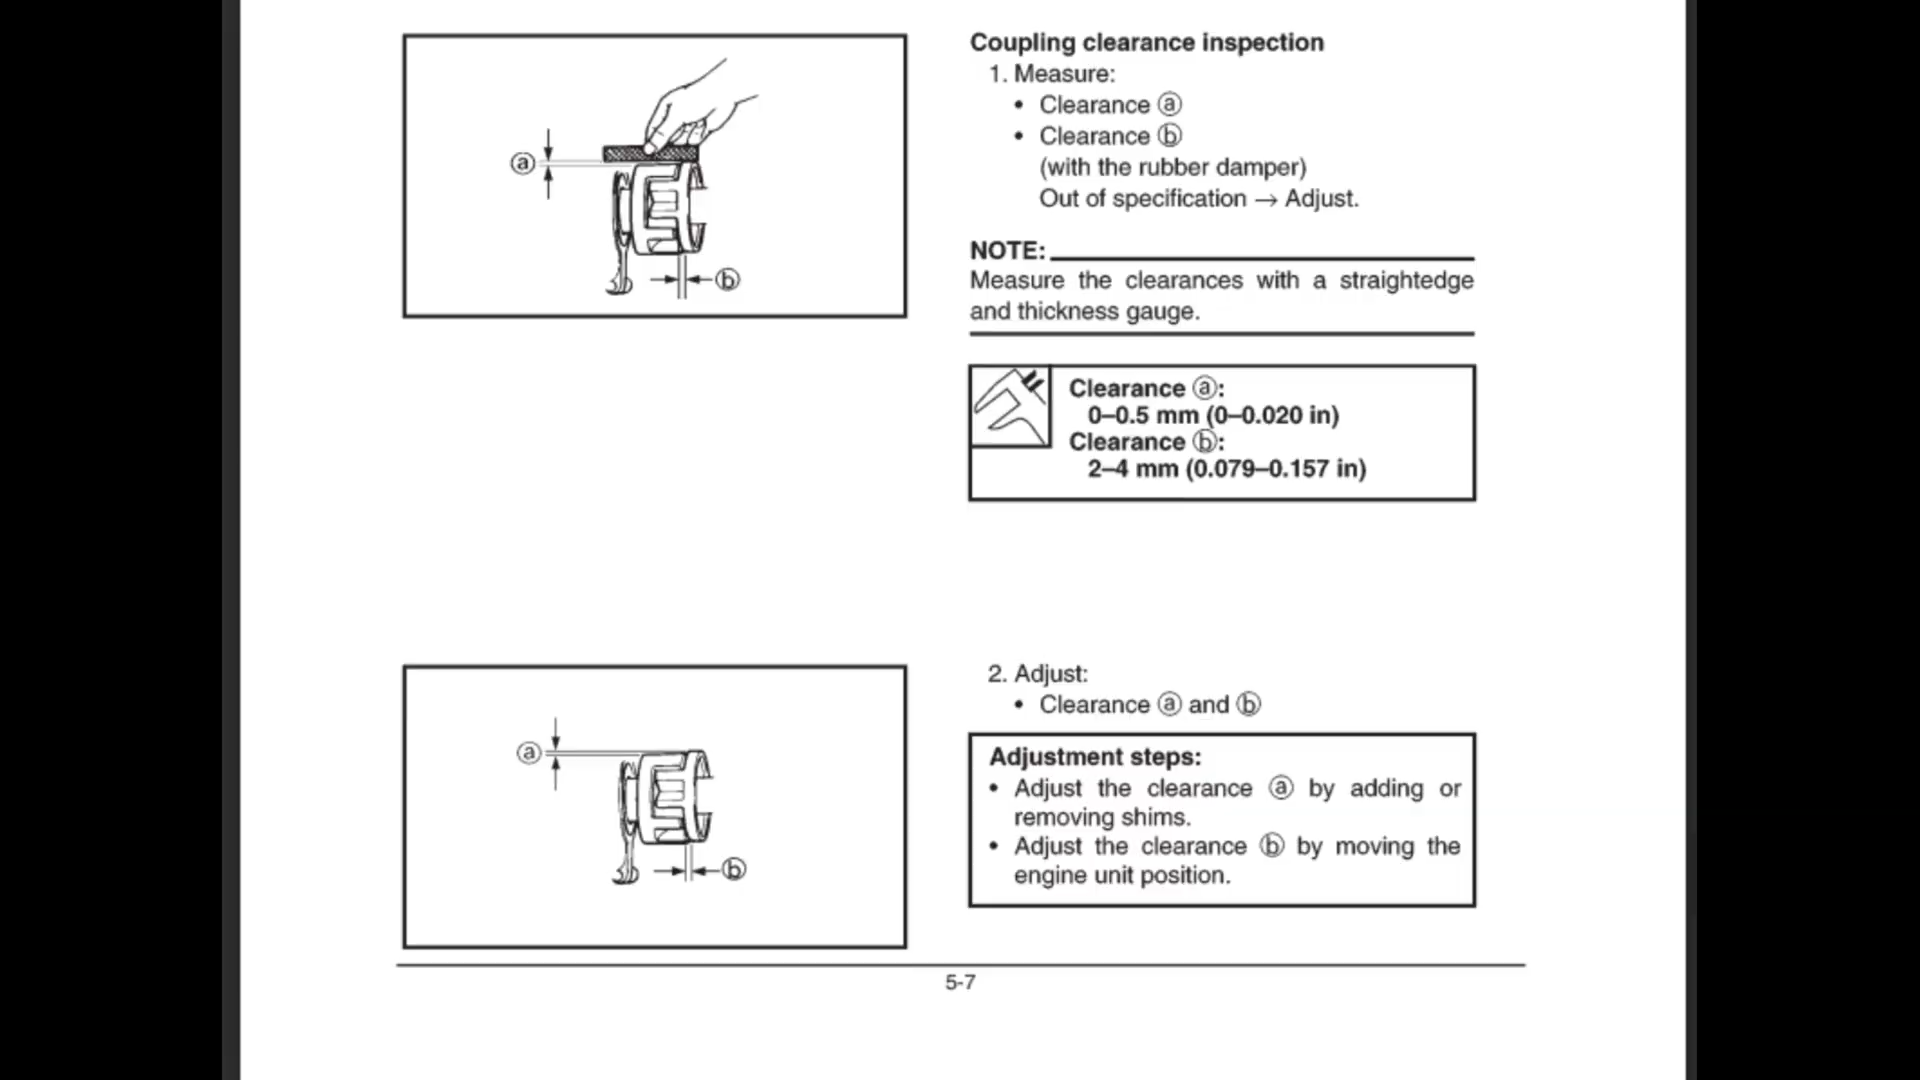 Coupling clearance inspection
1. Measure:
• Clearance ⓐ
• Clearance ⓑ
(with the rubber damper)
Out of specification → Adjust.
NOTE:
Measure the clearances with a straightedge
and thickness gauge.
Clearance ⓐ:
0–0.5 mm (0–0.020 in)
Clearance ⓑ:
2–4 mm (0.079–0.157 in)
ⓐ
ⓑ
2. Adjust:
• Clearance ⓐ and ⓑ
Adjustment steps:
• Adjust the clearance ⓐ by adding or
removing shims.
• Adjust the clearance ⓑ by moving the
engine unit position.
ⓐ
ⓑ
5-7